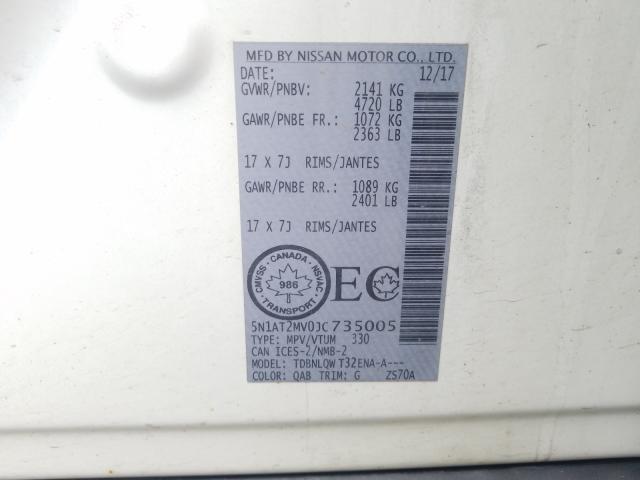 MFD BY NISSAN MOTOR CO., LTD.
DATE: 12/17
GVWR/PNBV: 2141 KG
4720 LB
GAWR/PNBE FR.: 1072 KG
2363 LB
17 X 7J RIMS/JANTES
GAWR/PNBE RR.: 1089 KG
2401 LB
17 X 7J RIMS/JANTES
CMVSS · CANADA · NSVAC
986
TRANSPORT
EC
5N1AT2MV0JC735005
TYPE: MPV/VTUM 330
CAN ICES-2/NMB-2
MODEL: TDBNLQWT32ENA-A---
COLOR: QAB TRIM: G ZS70A